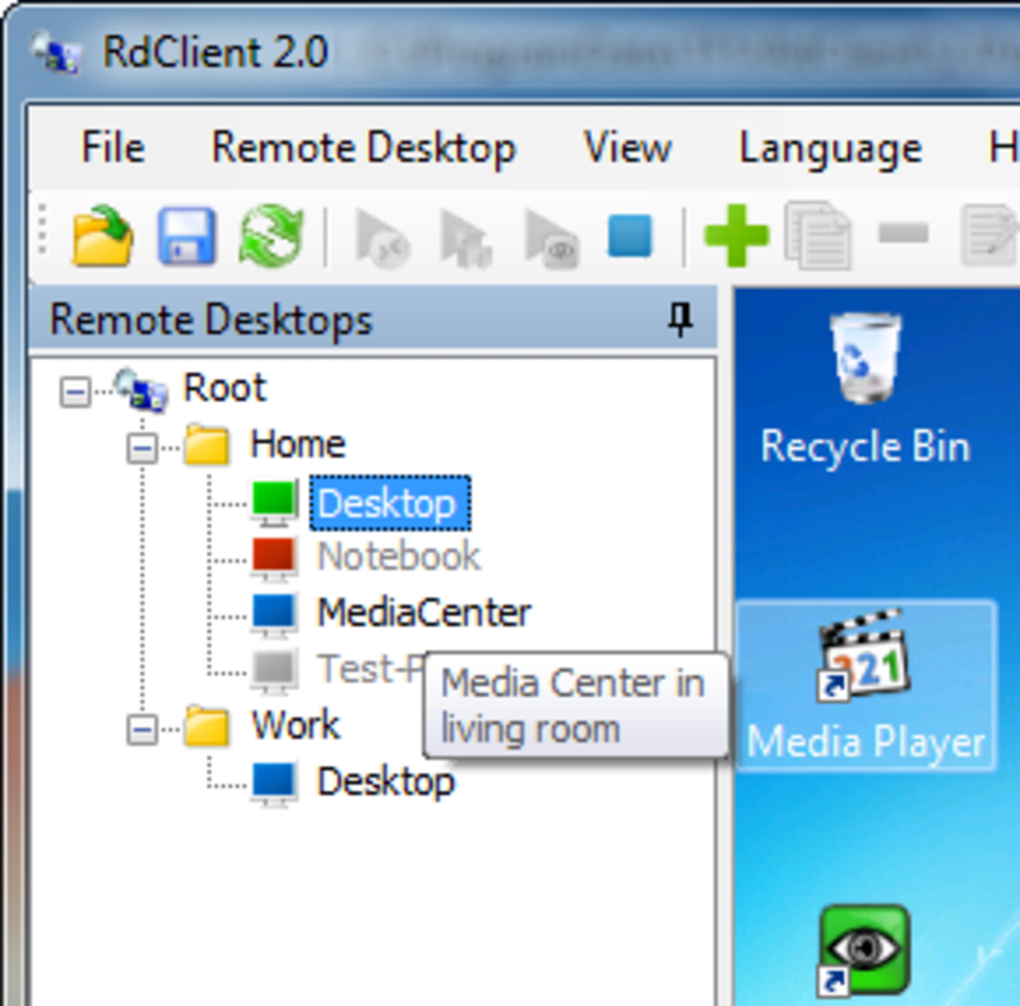 RdClient 2.0
File Remote Desktop View Language H
Remote Desktops
Root
Home
Desktop
Notebook
MediaCenter
Test-P
Media Center in
living room
Work
Desktop
Recycle Bin
321
Media Player